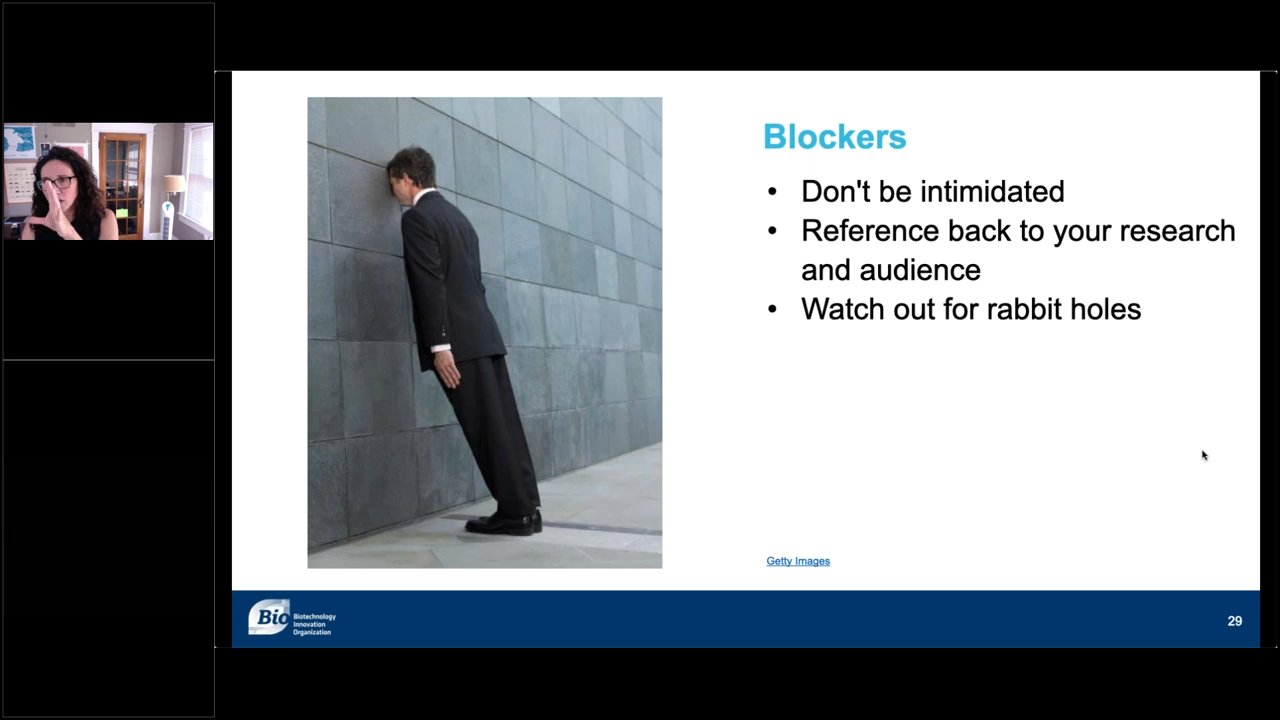 Blockers
• Don't be intimidated
• Reference back to your research
and audience
• Watch out for rabbit holes
Getty Images
Bio Biotechnology
Innovation
Organization
29